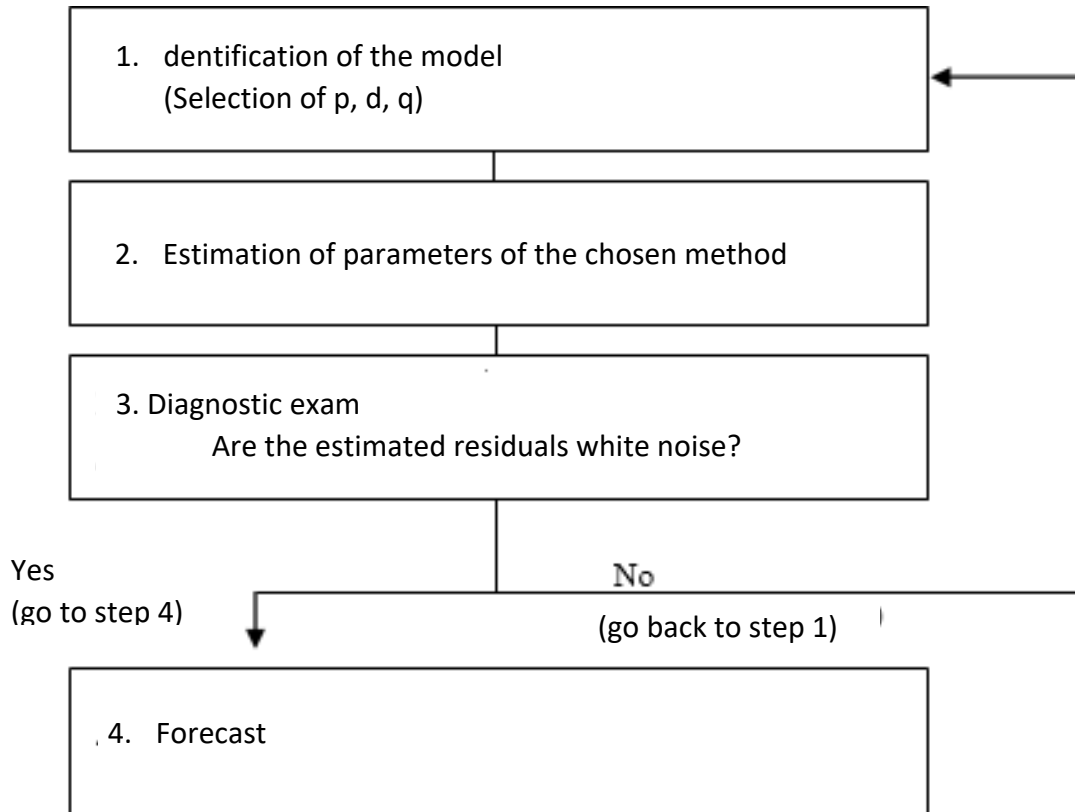 1. dentification of the model
(Selection of p, d, q)
2. Estimation of parameters of the chosen method
3. Diagnostic exam
Are the estimated residuals white noise?
Yes
(go to step 4)
No
(go back to step 1)
4. Forecast